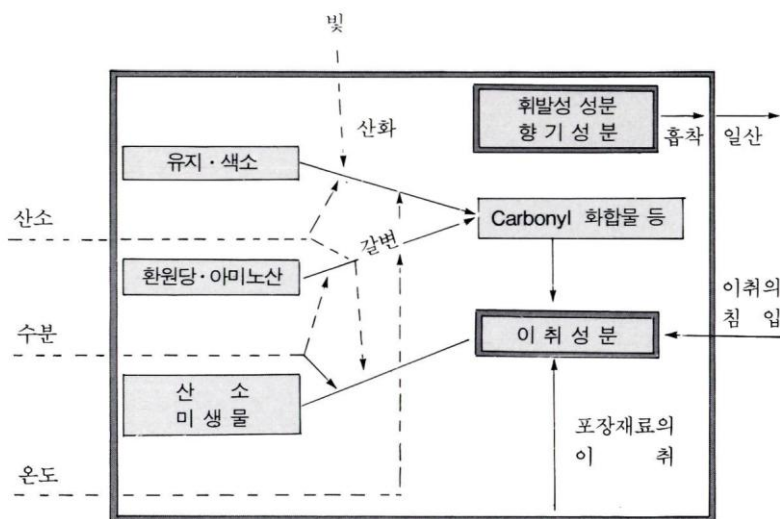 빛
휘발성 성분
향기성분
산화
흡착 일산
유지·색소
산소
Carbonyl 화합물 등
갈변
환원당·아미노산
이취의
침 입
수분
이 취 성 분
산 소
미 생 물
포장재료의
이 취
온도